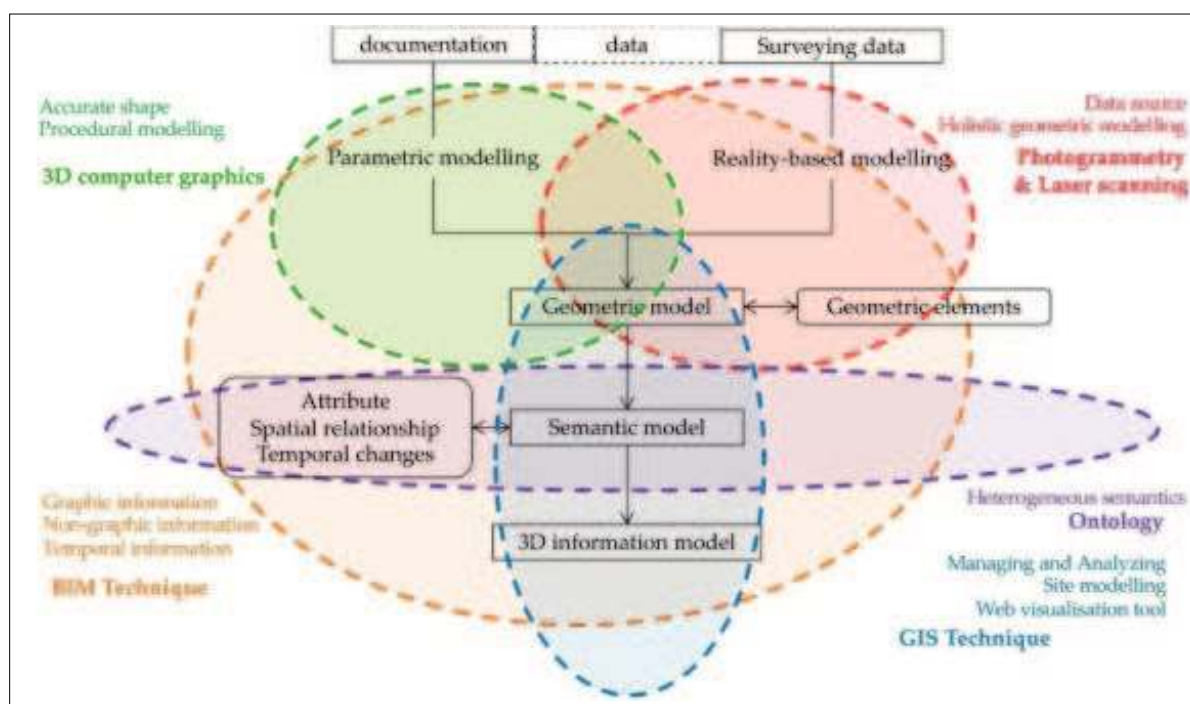 documentation
data
Surveying data
Accurate shape
Procedural modelling
3D computer graphics
Data source
Holistic geometric modelling
Photogrammetry
& Laser scanning
Parametric modelling
Reality-based modelling
Geometric model
Geometric elements
Attribute
Spatial relationship
Temporal changes
Semantic model
Graphic information
Non-graphic information
Temporal information
BIM Technique
3D information model
Heterogeneous semantics
Ontology
Managing and Analyzing
Site modelling
Web visualisation tool
GIS Technique